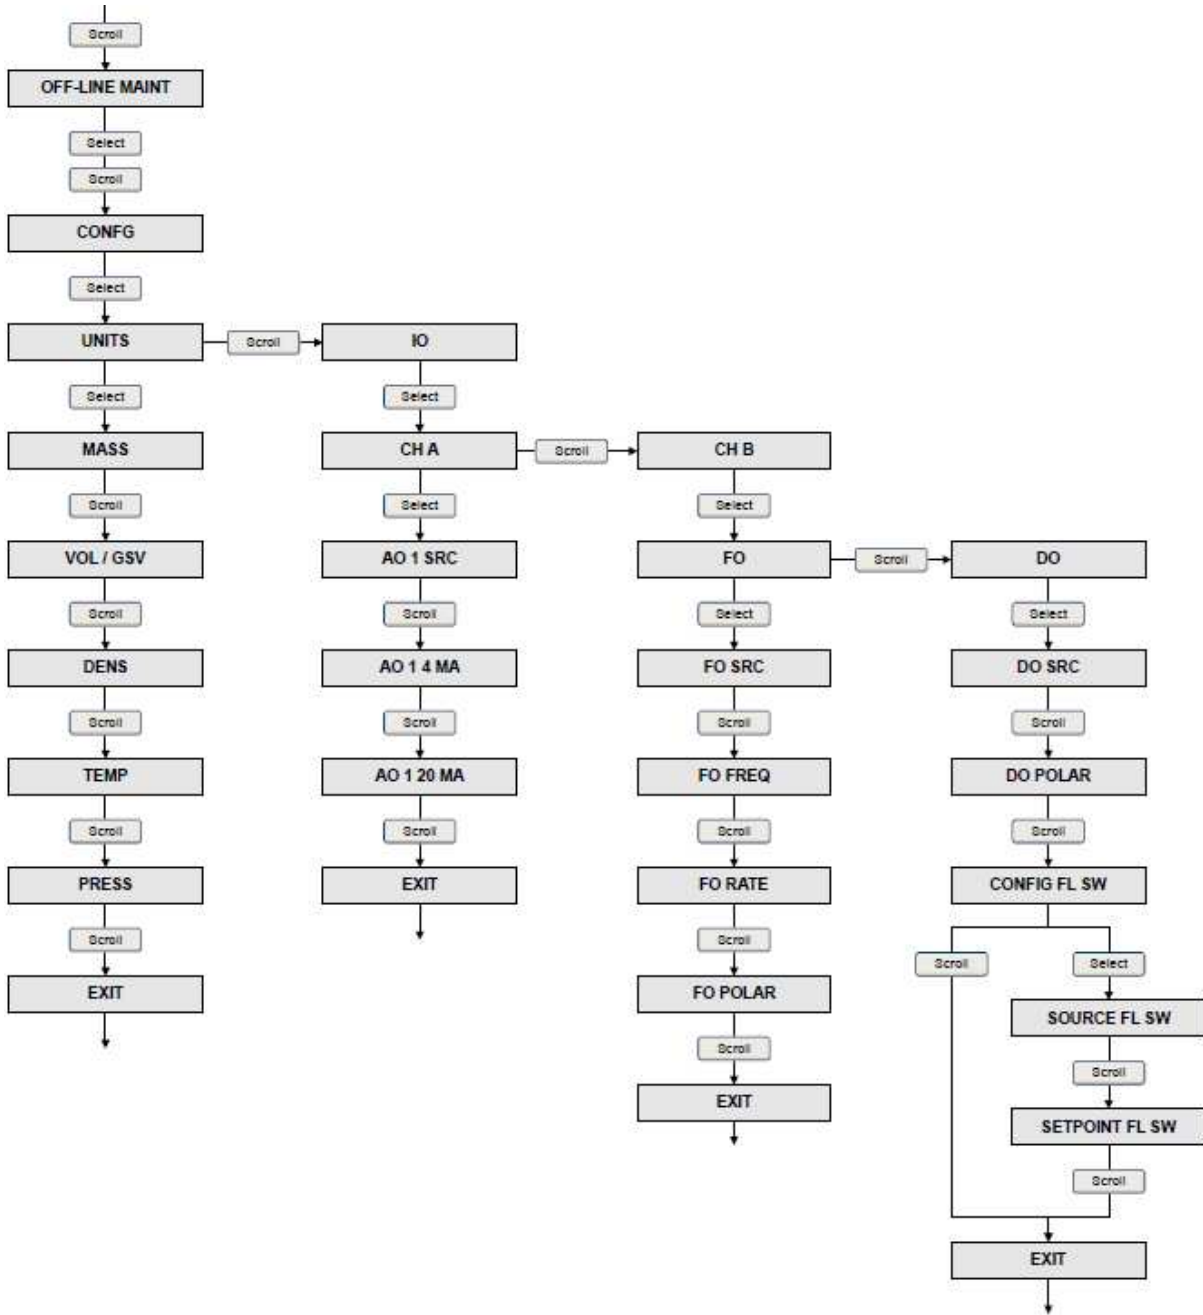 Scroll
OFF-LINE MAINT
Select
Scroll
CONFG
Select
UNITS
Scroll
IO
Select
Select
MASS
CH A
Scroll
CH B
Scroll
Select
Select
VOL / GSV
AO 1 SRC
FO
Scroll
DO
Scroll
Scroll
Select
Select
DENS
AO 1 4 MA
FO SRC
DO SRC
Scroll
Scroll
Scroll
Scroll
TEMP
AO 1 20 MA
FO FREQ
DO POLAR
Scroll
Scroll
Scroll
Scroll
PRESS
EXIT
FO RATE
CONFIG FL SW
Scroll
Scroll
Scroll
Select
EXIT
FO POLAR
SOURCE FL SW
Scroll
Scroll
EXIT
SETPOINT FL SW
Scroll
EXIT